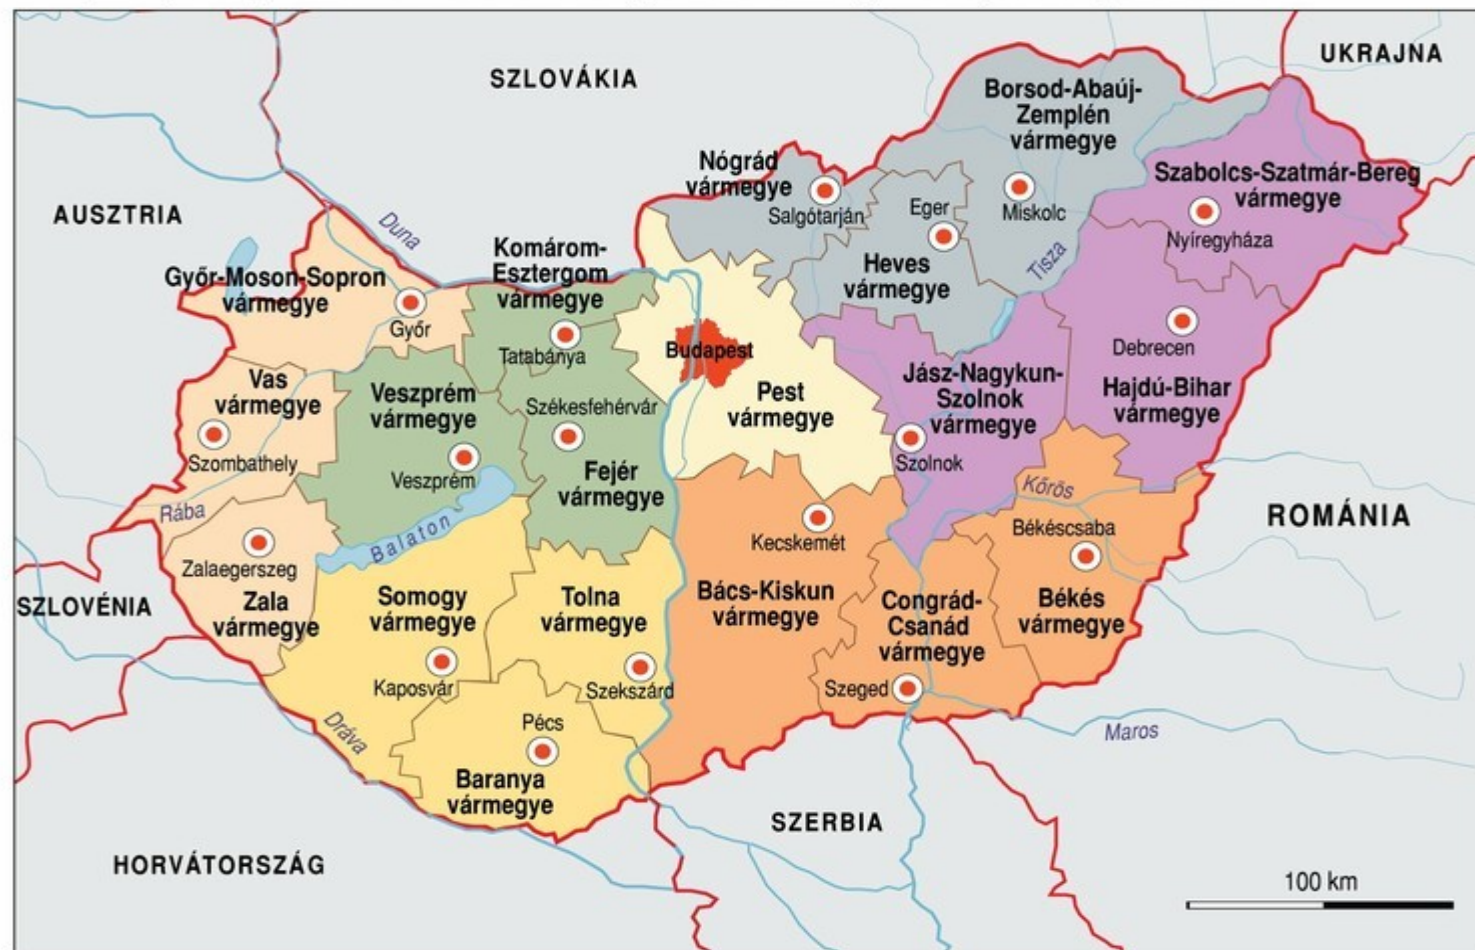 UKRAJNA
SZLOVÁKIA
Borsod-Abaúj-
Zemplén
vármegye
Nógrád
vármegye
Szabolcs-Szatmár-Bereg
vármegye
AUSZTRIA
Duna
Salgótarján
Eger
Miskolc
Nyíregyháza
Komárom-
Esztergom
vármegye
Győr-Moson-Sopron
vármegye
Heves
vármegye
Tisza
Győr
Tatabánya
Budapest
Debrecen
Vas
vármegye
Veszprém
vármegye
Székesfehérvár
Pest
vármegye
Jász-Nagykun-
Szolnok
vármegye
Hajdú-Bihar
vármegye
Szombathely
Veszprém
Fejér
vármegye
Szolnok
Kőrös
Rába
Balaton
Kecskemét
Békéscsaba
ROMÁNIA
Zalaegerszeg
SZLOVÉNIA
Zala
vármegye
Somogy
vármegye
Tolna
vármegye
Bács-Kiskun
vármegye
Congrád-
Csanád
vármegye
Békés
vármegye
Kaposvár
Szekszárd
Szeged
Dráva
Pécs
Maros
Baranya
vármegye
SZERBIA
HORVÁTORSZÁG
100 km